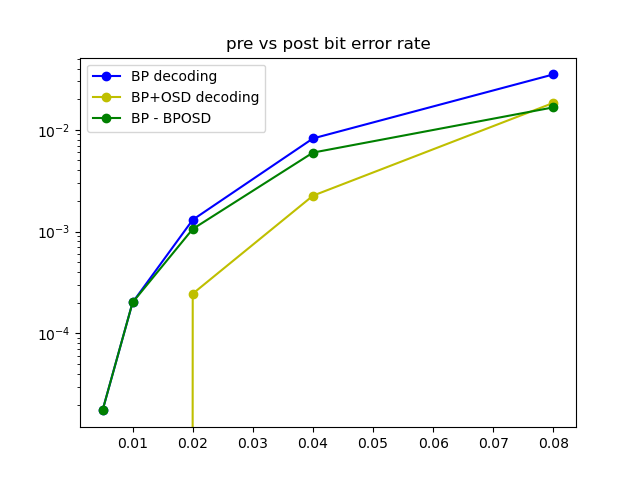 pre vs post bit error rate
BP decoding
BP+OSD decoding
BP - BPOSD
10⁻²
10⁻³
10⁻⁴
0.01 0.02 0.03 0.04 0.05 0.06 0.07 0.08